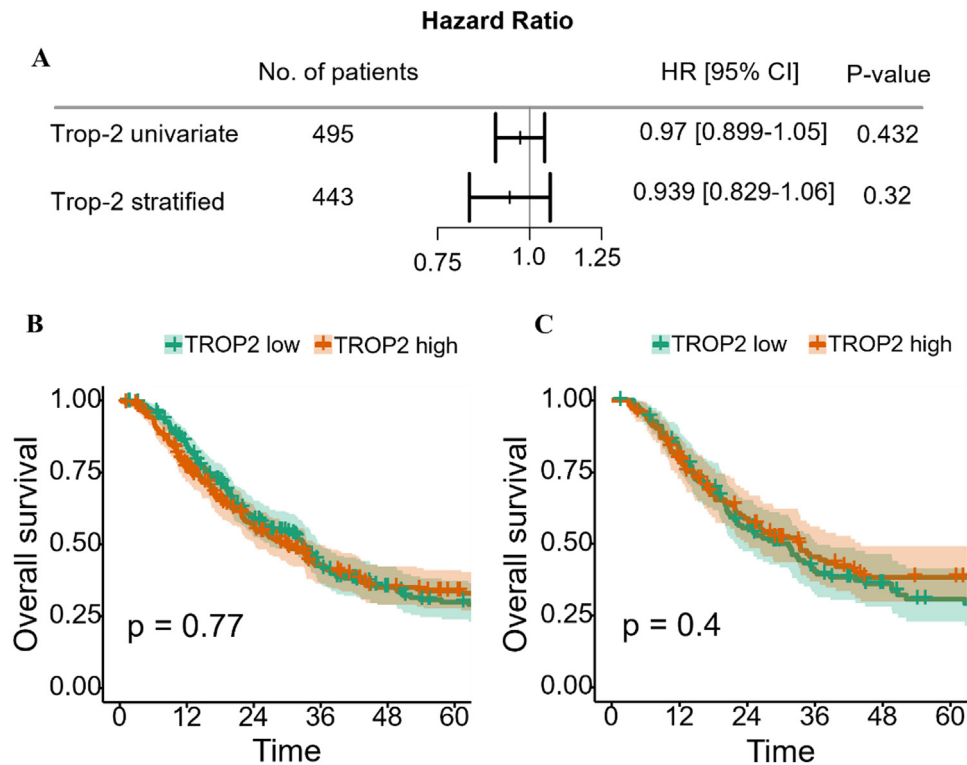 Hazard Ratio
A
No. of patients HR [95% CI] P-value
Trop-2 univariate 495 0.97 [0.899-1.05] 0.432
Trop-2 stratified 443 0.939 [0.829-1.06] 0.32
0.75 1.0 1.25
B
TROP2 low TROP2 high
Overall survival
1.00
0.75
0.50
0.25
0.00
p = 0.77
0 12 24 36 48 60
Time
C
TROP2 low TROP2 high
Overall survival
1.00
0.75
0.50
0.25
0.00
p = 0.4
0 12 24 36 48 60
Time